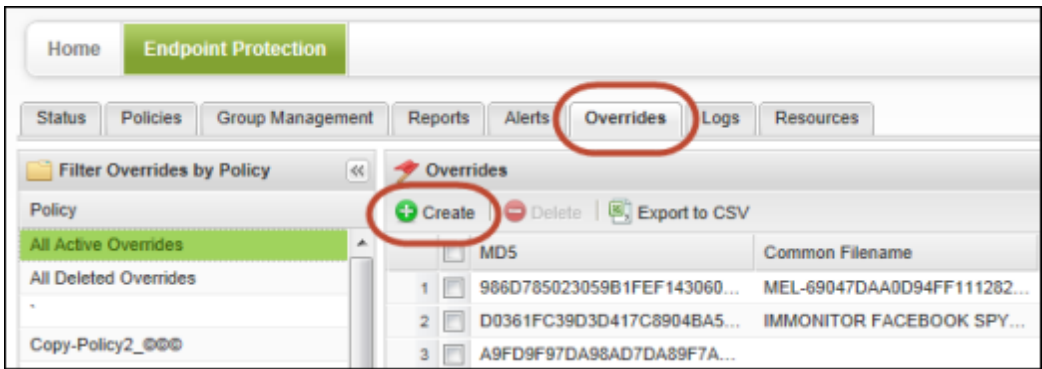 Home Endpoint Protection
Status Policies Group Management Reports Alerts Overrides Logs Resources
Filter Overrides by Policy
Policy
All Active Overrides
All Deleted Overrides
`
Copy-Policy2_©©©
Overrides
Create Delete Export to CSV
MD5 Common Filename
1 986D785023059B1FEF143060... MEL-69047DAA0D94FF111282...
2 D0361FC39D3D417C8904BA5... IMMONITOR FACEBOOK SPY...
3 A9FD9F97DA98AD7DA89F7A...